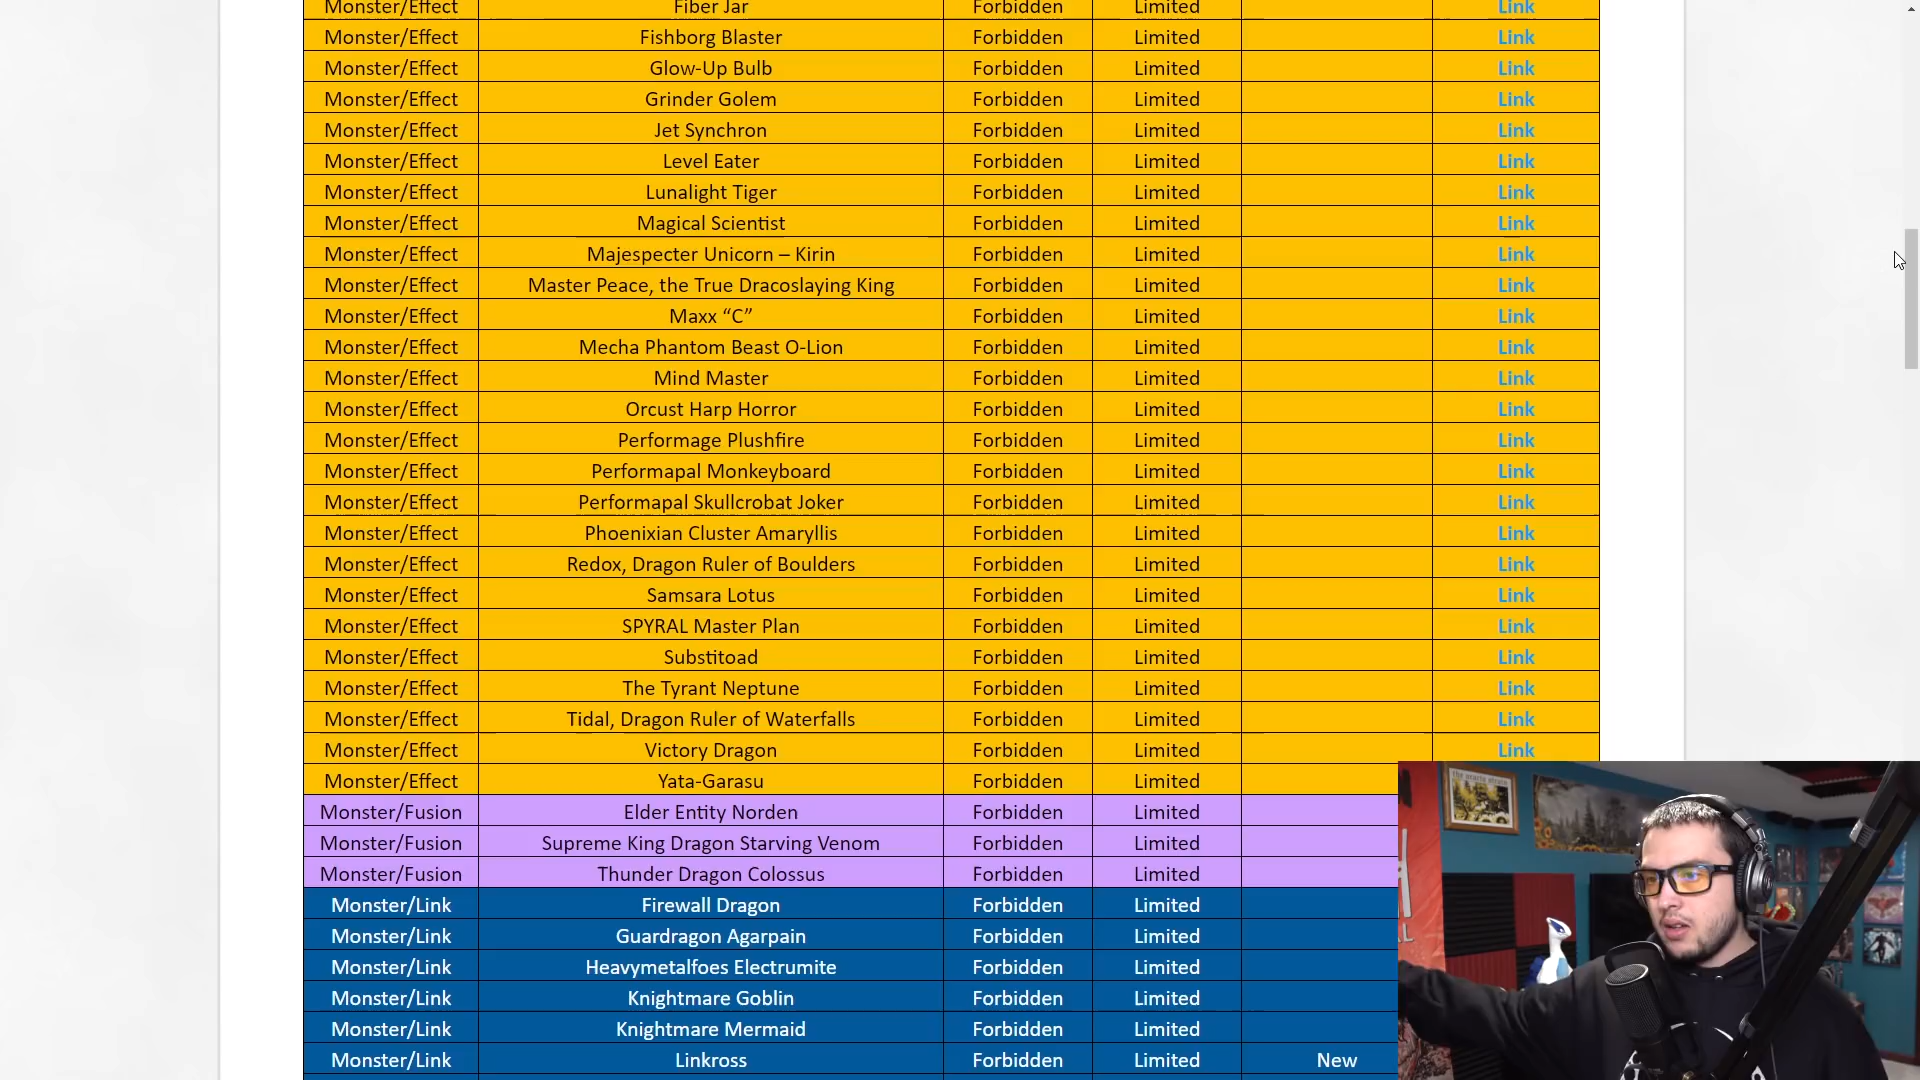 Monster/Effect Fiber Jar Forbidden Limited Link
Monster/Effect Fishborg Blaster Forbidden Limited Link
Monster/Effect Glow-Up Bulb Forbidden Limited Link
Monster/Effect Grinder Golem Forbidden Limited Link
Monster/Effect Jet Synchron Forbidden Limited Link
Monster/Effect Level Eater Forbidden Limited Link
Monster/Effect Lunalight Tiger Forbidden Limited Link
Monster/Effect Magical Scientist Forbidden Limited Link
Monster/Effect Majespecter Unicorn – Kirin Forbidden Limited Link
Monster/Effect Master Peace, the True Dracoslaying King Forbidden Limited Link
Monster/Effect Maxx “C” Forbidden Limited Link
Monster/Effect Mecha Phantom Beast O-Lion Forbidden Limited Link
Monster/Effect Mind Master Forbidden Limited Link
Monster/Effect Orcust Harp Horror Forbidden Limited Link
Monster/Effect Performage Plushfire Forbidden Limited Link
Monster/Effect Performapal Monkeyboard Forbidden Limited Link
Monster/Effect Performapal Skullcrobat Joker Forbidden Limited Link
Monster/Effect Phoenixian Cluster Amaryllis Forbidden Limited Link
Monster/Effect Redox, Dragon Ruler of Boulders Forbidden Limited Link
Monster/Effect Samsara Lotus Forbidden Limited Link
Monster/Effect SPYRAL Master Plan Forbidden Limited Link
Monster/Effect Substitoad Forbidden Limited Link
Monster/Effect The Tyrant Neptune Forbidden Limited Link
Monster/Effect Tidal, Dragon Ruler of Waterfalls Forbidden Limited Link
Monster/Effect Victory Dragon Forbidden Limited Link
Monster/Effect Yata-Garasu Forbidden Limited
Monster/Fusion Elder Entity Norden Forbidden Limited
Monster/Fusion Supreme King Dragon Starving Venom Forbidden Limited
Monster/Fusion Thunder Dragon Colossus Forbidden Limited
Monster/Link Firewall Dragon Forbidden Limited
Monster/Link Guardragon Agarpain Forbidden Limited
Monster/Link Heavymetalfoes Electrumite Forbidden Limited
Monster/Link Knightmare Goblin Forbidden Limited
Monster/Link Knightmare Mermaid Forbidden Limited
Monster/Link Linkross Forbidden Limited New